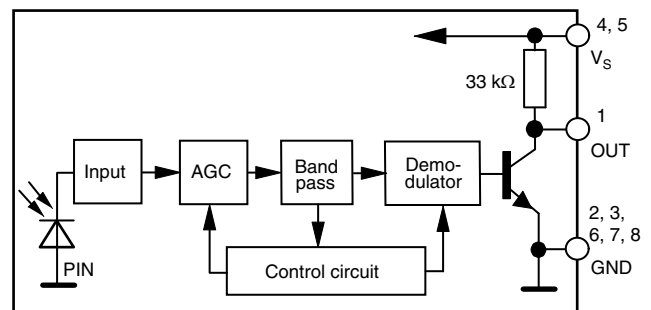 4, 5
V_S
33 kΩ
1
OUT
Input
AGC
Band
pass
Demo-
dulator
2, 3,
6, 7, 8
GND
PIN
Control circuit